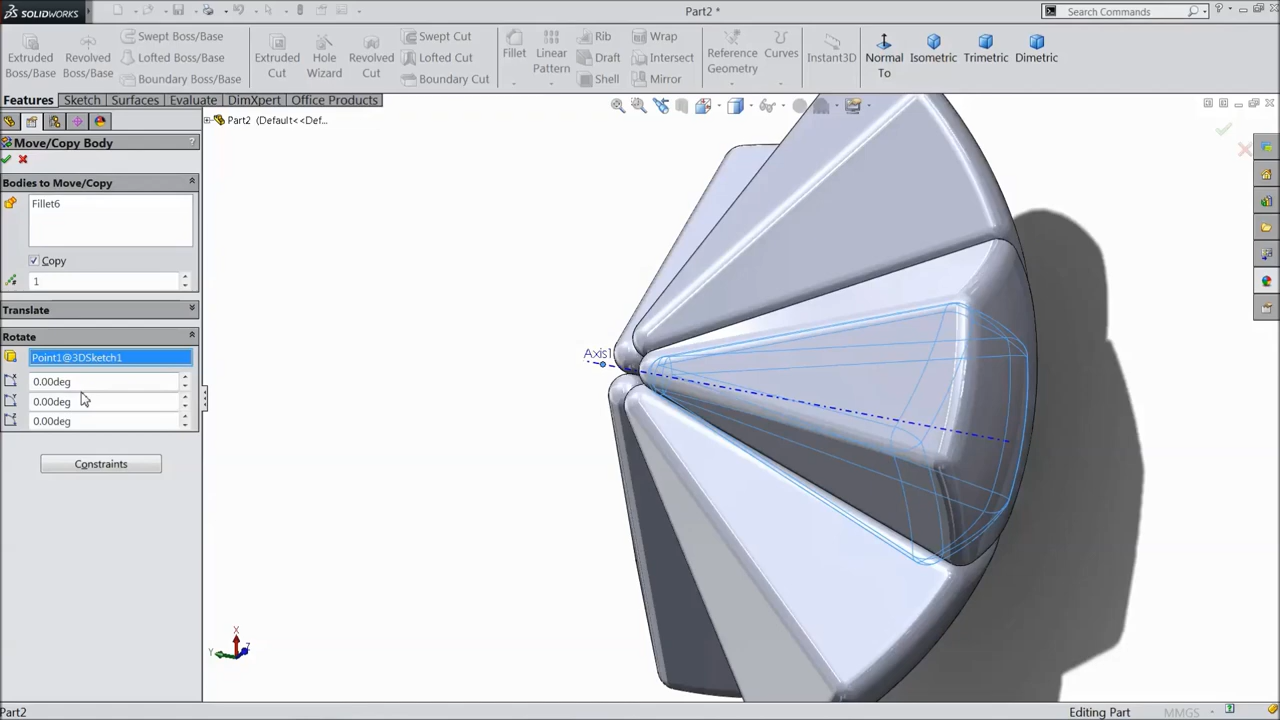 SOLIDWORKS
Part2 *
Search Commands
?
Extruded Boss/Base
Revolved Boss/Base
Swept Boss/Base
Lofted Boss/Base
Boundary Boss/Base
Extruded Cut
Hole Wizard
Revolved Cut
Swept Cut
Lofted Cut
Boundary Cut
Fillet
Linear Pattern
Rib
Draft
Shell
Wrap
Intersect
Mirror
Reference Geometry
Curves
Instant3D
Normal To
Isometric
Trimetric
Dimetric
Features
Sketch
Surfaces
Evaluate
DimXpert
Office Products
Part2 (Default<<Def...
Move/Copy Body
?
Bodies to Move/Copy
Fillet6
Copy
1
Translate
Rotate
Point1@3DSketch1
0.00deg
0.00deg
0.00deg
Constraints
Axis1
X
Y
Z
Part2
Editing Part
MMGS
?